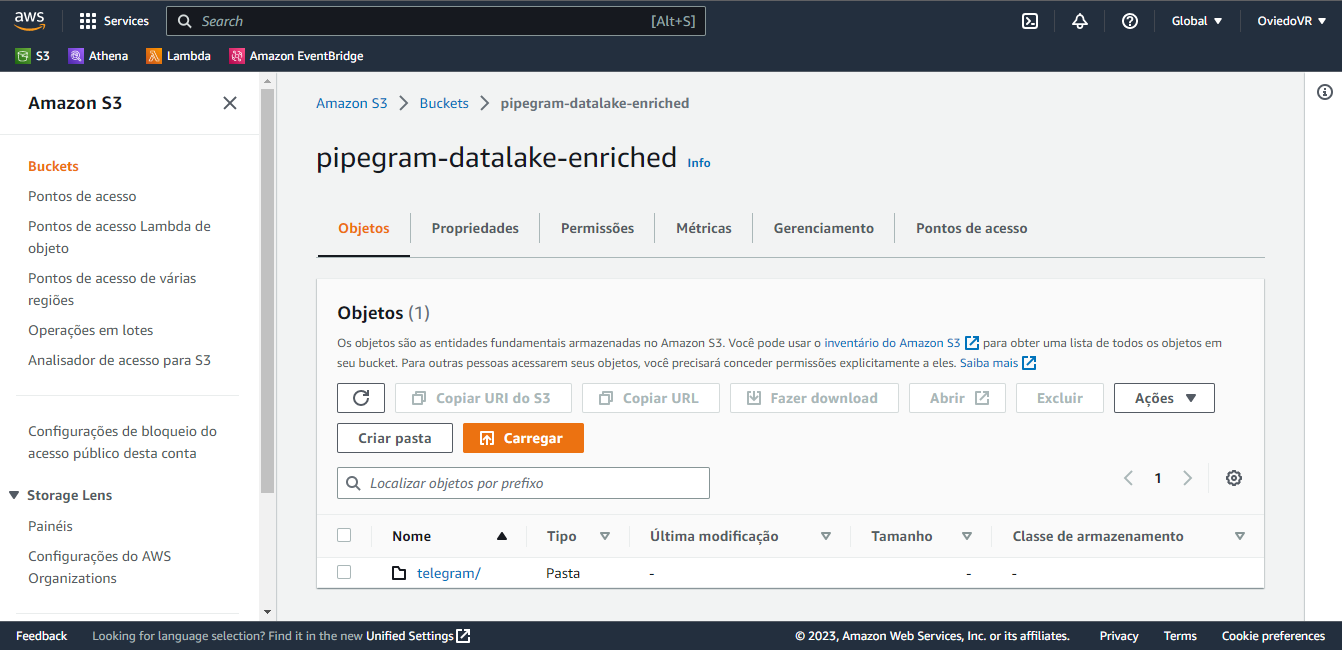 aws Services Search [Alt+S] Global OviedoVR
S3 Athena Lambda Amazon EventBridge
Amazon S3
Buckets
Pontos de acesso
Pontos de acesso Lambda de
objeto
Pontos de acesso de várias
regiões
Operações em lotes
Analisador de acesso para S3
Configurações de bloqueio do
acesso público desta conta
Storage Lens
Painéis
Configurações do AWS
Organizations
Amazon S3 Buckets pipegram-datalake-enriched
pipegram-datalake-enriched Info
Objetos Propriedades Permissões Métricas Gerenciamento Pontos de acesso
Objetos (1)
Os objetos são as entidades fundamentais armazenadas no Amazon S3. Você pode usar o inventário do Amazon S3 para obter uma lista de todos os objetos em
seu bucket. Para outras pessoas acessarem seus objetos, você precisará conceder permissões explicitamente a eles. Saiba mais
Copiar URI do S3 Copiar URL Fazer download Abrir Excluir Ações
Criar pasta Carregar
Localizar objetos por prefixo 1
Nome Tipo Última modificação Tamanho Classe de armazenamento
telegram/ Pasta - - -
Feedback Looking for language selection? Find it in the new Unified Settings © 2023, Amazon Web Services, Inc. or its affiliates. Privacy Terms Cookie preferences